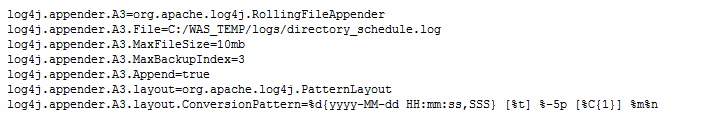 log4j.appender.A3=org.apache.log4j.RollingFileAppender
log4j.appender.A3.File=C:/WAS_TEMP/logs/directory_schedule.log
log4j.appender.A3.MaxFileSize=10mb
log4j.appender.A3.MaxBackupIndex=3
log4j.appender.A3.Append=true
log4j.appender.A3.layout=org.apache.log4j.PatternLayout
log4j.appender.A3.layout.ConversionPattern=%d{yyyy-MM-dd HH:mm:ss,SSS} [%t] %-5p [%C{1}] %m%n